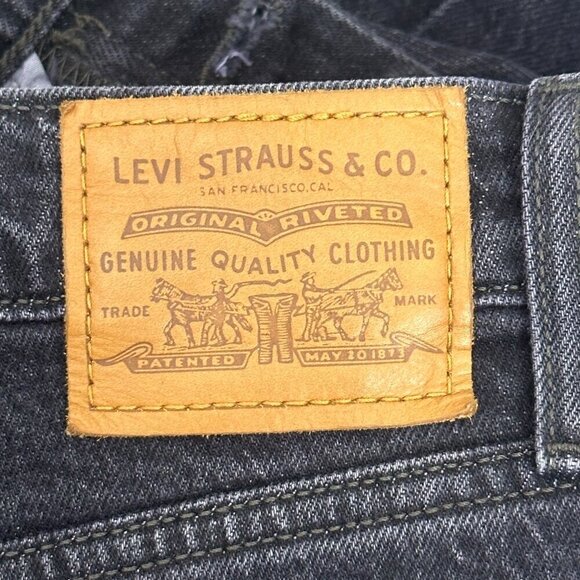 LEVI STRAUSS & CO.
SAN FRANCISCO, CAL
ORIGINAL RIVETED
GENUINE QUALITY CLOTHING
TRADE MARK
PATENTED MAY 20 1873